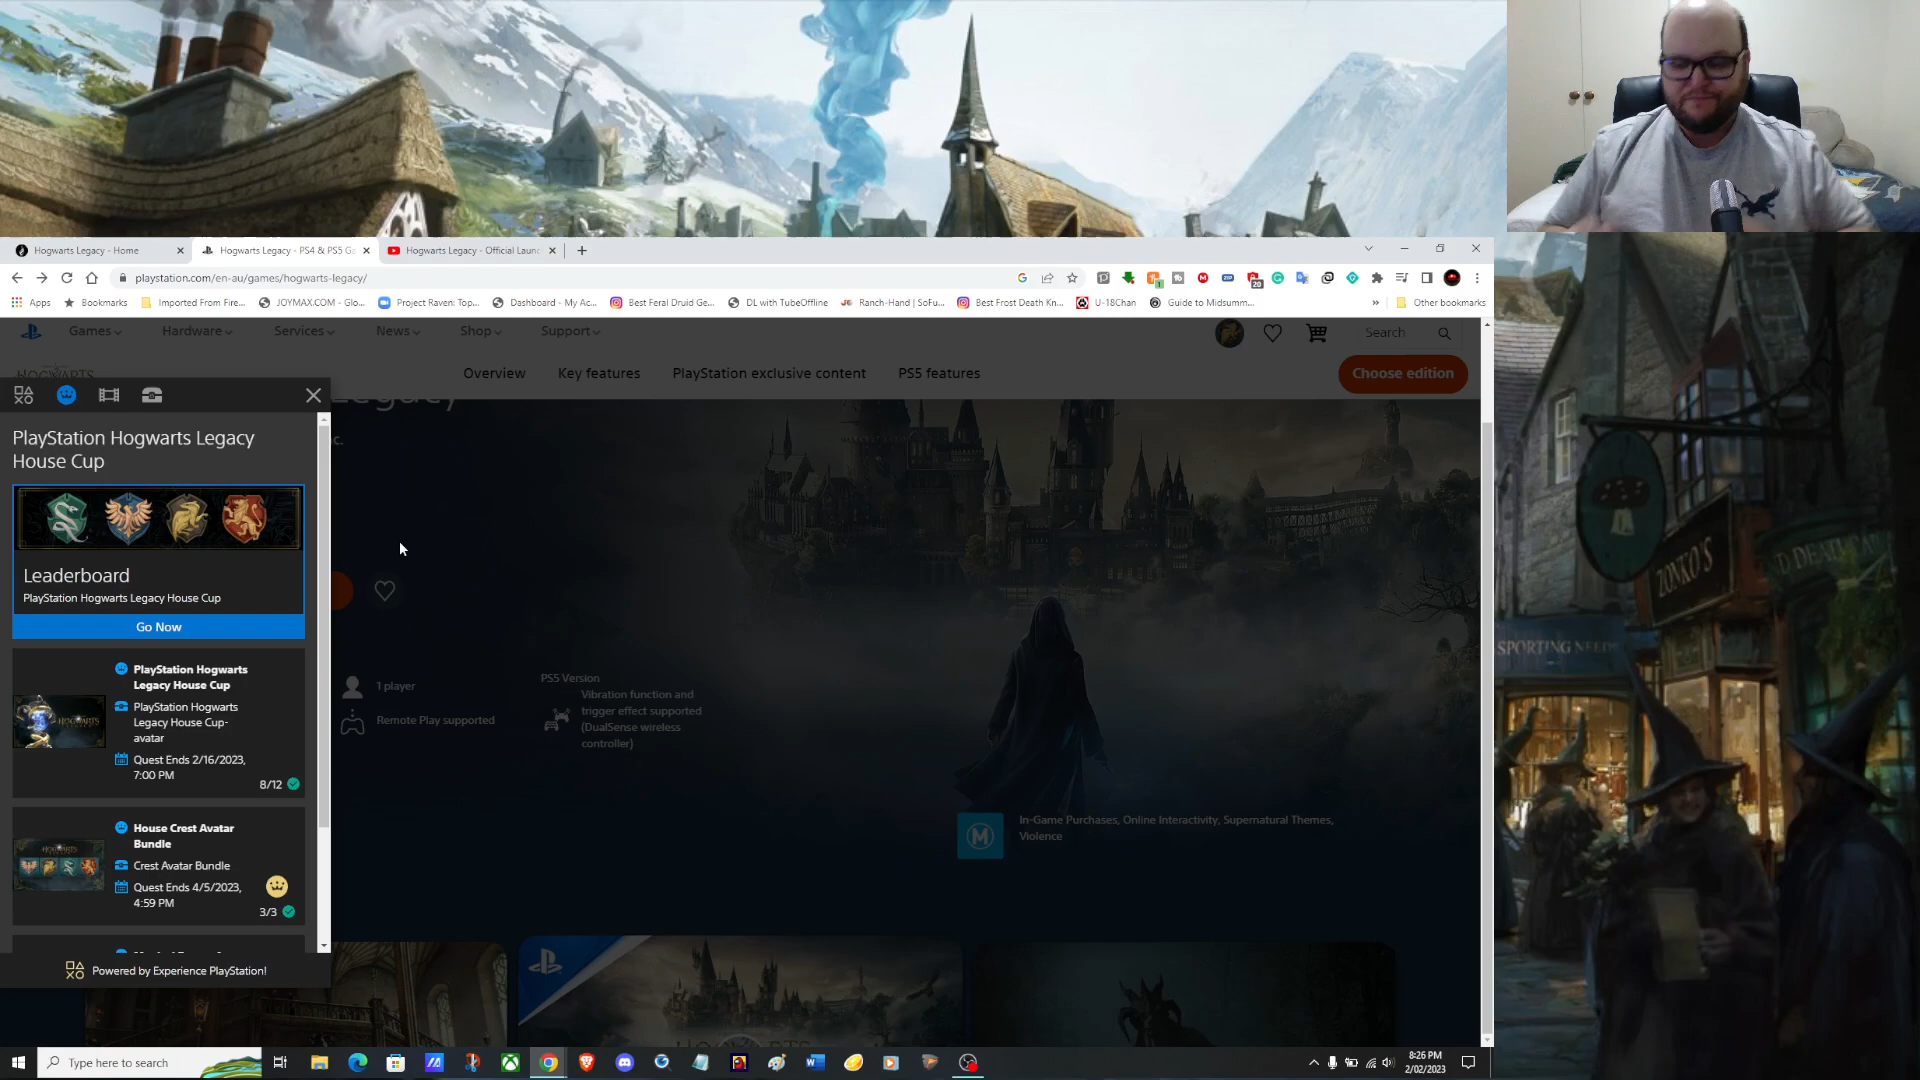 Hogwarts Legacy - Home
Hogwarts Legacy - PS4 & PS5 Ga
Hogwarts Legacy - Official Launc
playstation.com/en-au/games/hogwarts-legacy/
Apps
Bookmarks
Imported From Fire...
JOYMAX.COM - Glo...
Project Raven: Top...
Dashboard - My Ac...
Best Feral Druid Ge...
DL with TubeOffline
Ranch-Hand | SoFu...
Best Frost Death Kn...
U-18Chan
Guide to Midsumm...
» Other bookmarks
Games
Hardware
Services
News
Shop
Support
Search
HOGWARTS
Overview
Key features
PlayStation exclusive content
PS5 features
Choose edition
PlayStation Hogwarts Legacy
House Cup
Leaderboard
PlayStation Hogwarts Legacy House Cup
Go Now
PlayStation Hogwarts
Legacy House Cup
PlayStation Hogwarts
Legacy House Cup-
avatar
Quest Ends 2/16/2023,
7:00 PM
8/12
House Crest Avatar
Bundle
Crest Avatar Bundle
Quest Ends 4/5/2023,
4:59 PM
3/3
Powered by Experience PlayStation!
1 player
Remote Play supported
PS5 Version
Vibration function and
trigger effect supported
(DualSense wireless
controller)
M
In-Game Purchases, Online Interactivity, Supernatural Themes,
Violence
ZONKO'S
SPORTING NEE
Type here to search
8:26 PM
2/02/2023